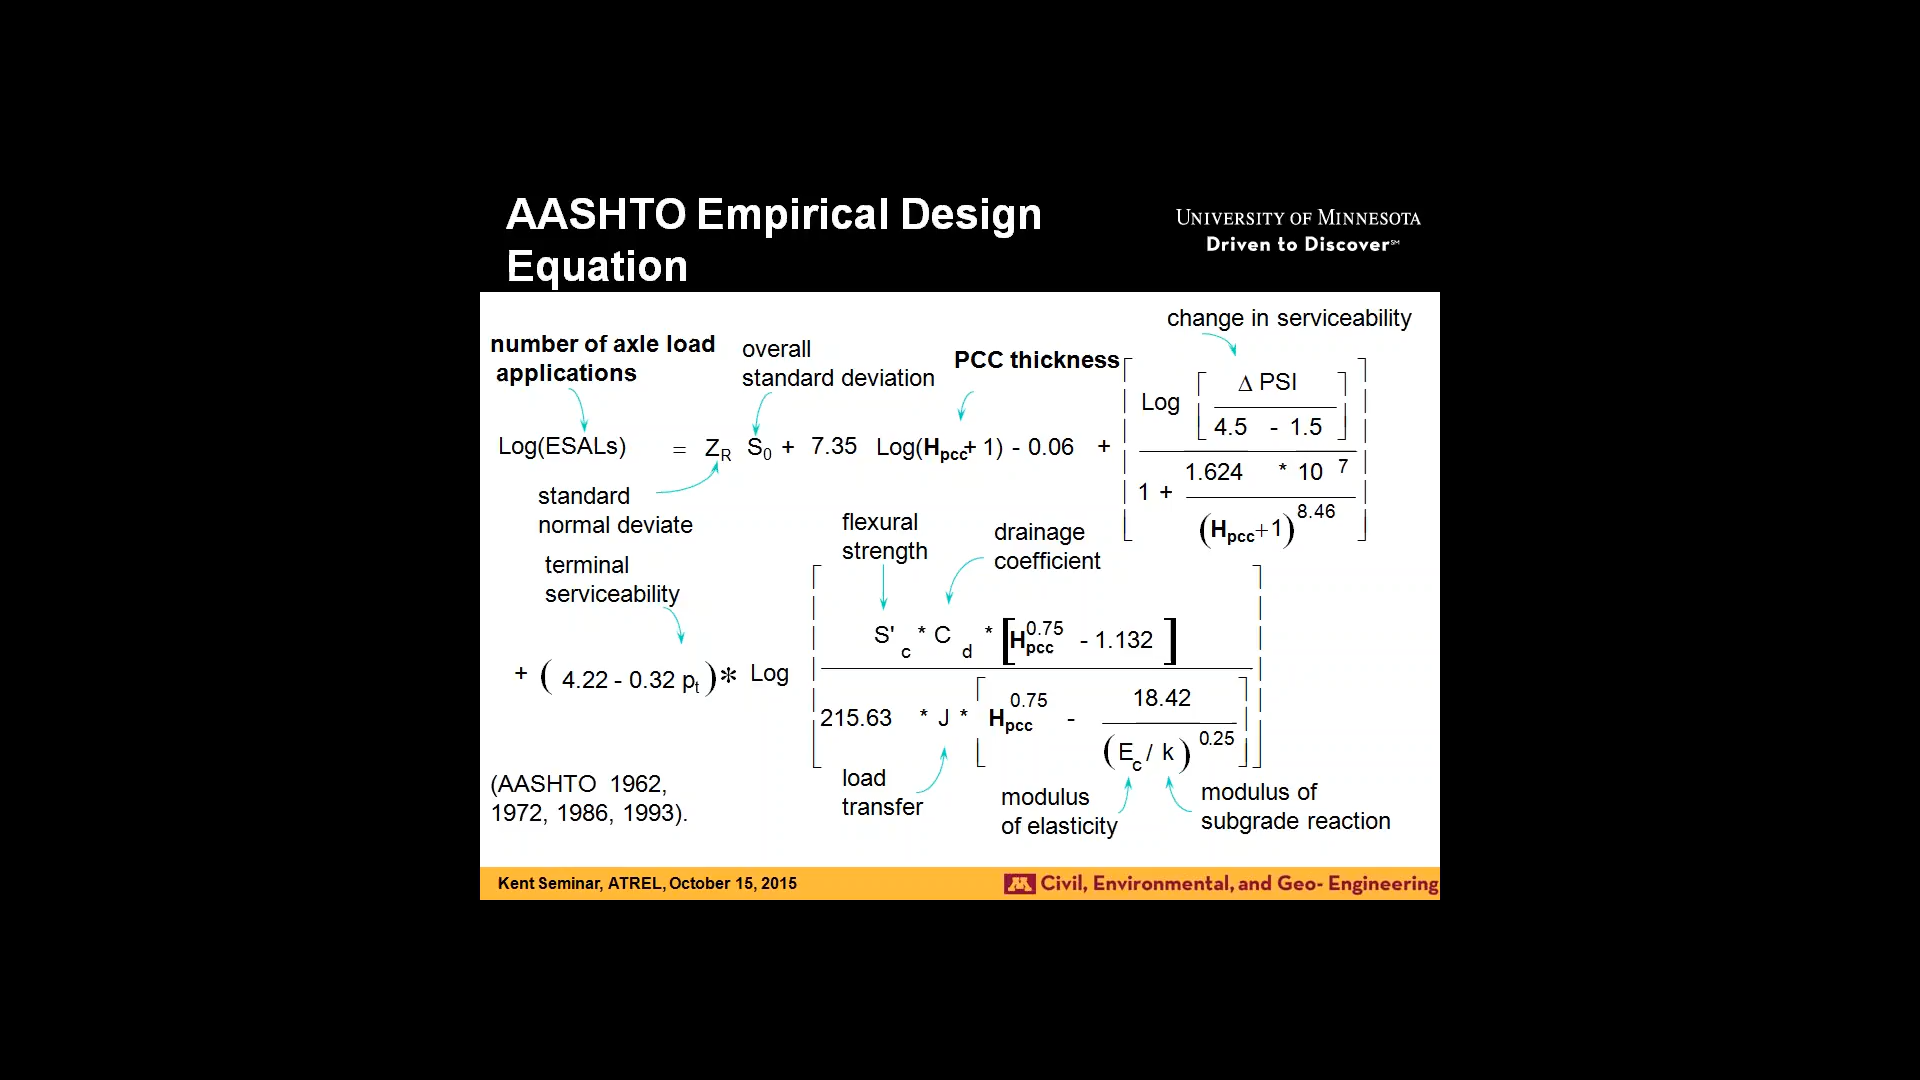 AASHTO Empirical Design
Equation
UNIVERSITY OF MINNESOTA
Driven to Discover℠
change in serviceability
number of axle load
applications
overall
standard deviation
PCC thickness
Log(ESALs) = Z_R S_0 + 7.35 Log(H_pcc+ 1) - 0.06 +
Log [ Δ PSI / 4.5 - 1.5 ]
1 + 1.624 * 10^7 / (H_pcc+1)^8.46
standard
normal deviate
flexural
strength
drainage
coefficient
terminal
serviceability
S'_c * C_d * [H_pcc^0.75 - 1.132 ]
+ ( 4.22 - 0.32 p_t )* Log
215.63 * J * [ H_pcc^0.75 - 18.42 / (E_c / k)^0.25 ]
load
transfer
modulus
of elasticity
modulus of
subgrade reaction
(AASHTO 1962,
1972, 1986, 1993).
Kent Seminar, ATREL, October 15, 2015
M Civil, Environmental, and Geo- Engineering